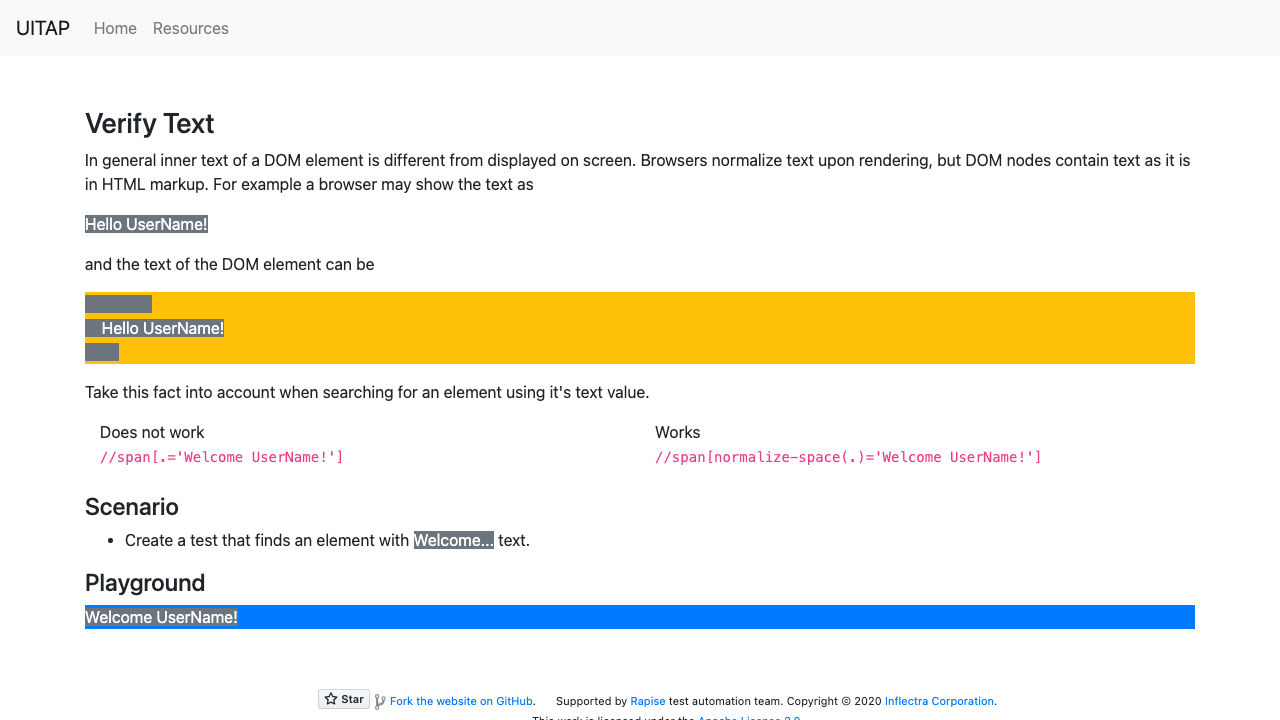 UITAP Home Resources
Verify Text
In general inner text of a DOM element is different from displayed on screen. Browsers normalize text upon rendering, but DOM nodes contain text as it is
in HTML markup. For example a browser may show the text as
Hello UserName!
and the text of the DOM element can be
Hello UserName!
Take this fact into account when searching for an element using it's text value.
Does not work
//span[.='Welcome UserName!']
Works
//span[normalize-space(.)='Welcome UserName!']
Scenario
• Create a test that finds an element with Welcome... text.
Playground
Welcome UserName!
Star Fork the website on GitHub. Supported by Rapise test automation team. Copyright © 2020 Inflectra Corporation.
This work is licensed under the Apache License 2.0